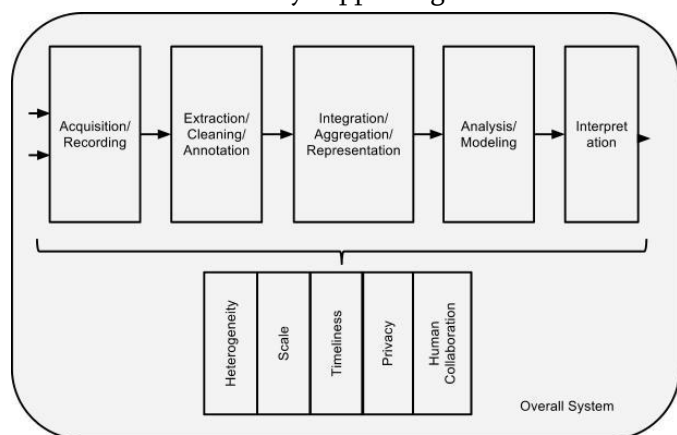 Acquisition/
Recording
Extraction/
Cleaning/
Annotation
Integration/
Aggregation/
Representation
Analysis/
Modeling
Interpret
ation
Heterogeneity
Scale
Timeliness
Privacy
Human
Collaboration
Overall System